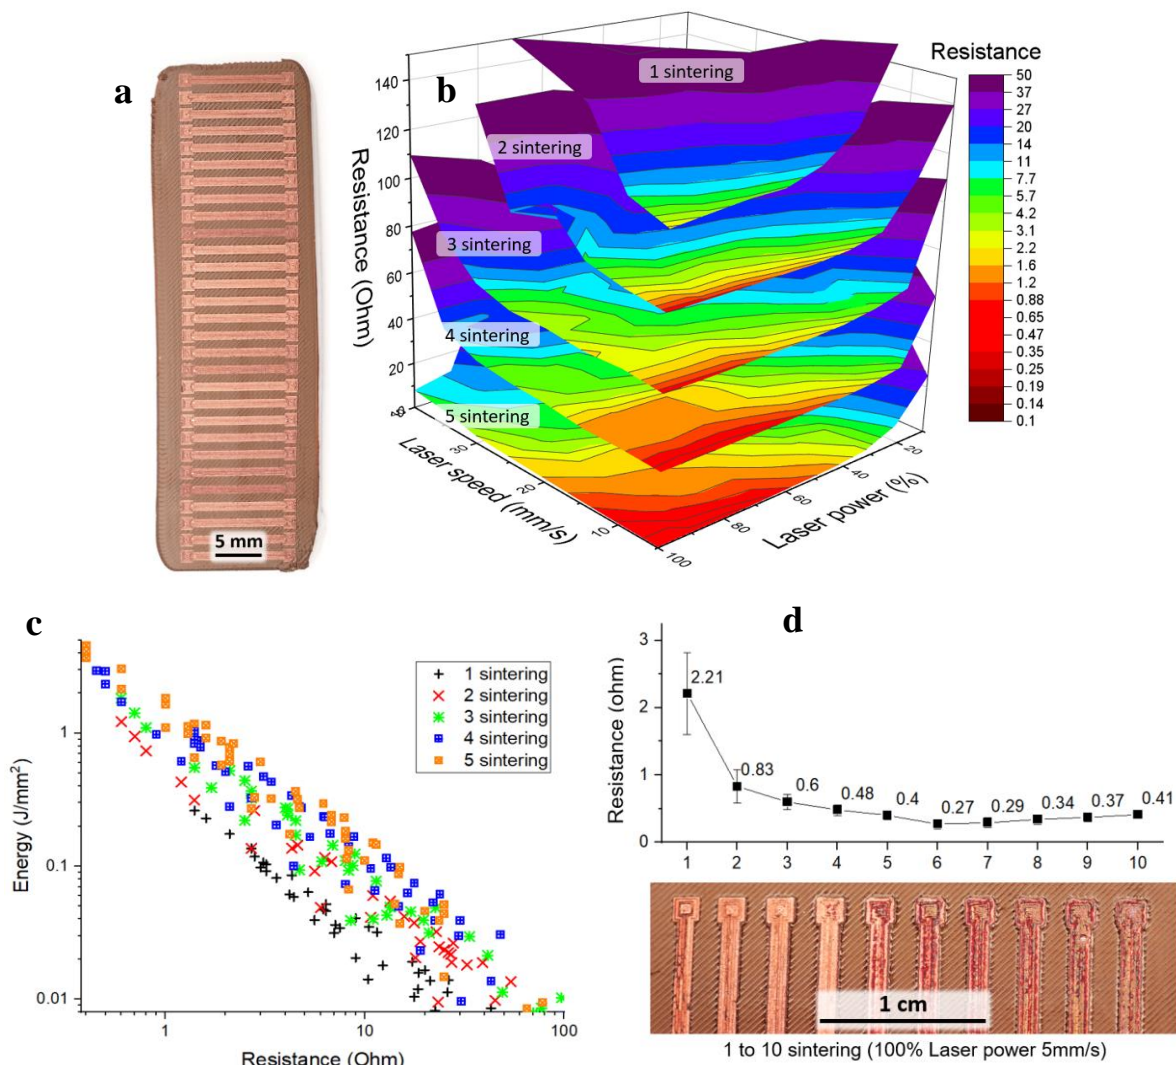 a
5 mm
b
1 sintering
2 sintering
3 sintering
4 sintering
5 sintering
Resistance (Ohm)
140
120
100
80
60
40
20
Laser speed (mm/s)
30
20
10
Laser power (%)
100
80
60
40
20
Resistance
50
37
27
20
14
11
7.7
5.7
4.2
3.1
2.2
1.6
1.2
0.88
0.65
0.47
0.35
0.25
0.19
0.14
0.1
c
Energy (J/mm²)
1
0.1
0.01
1 10 100
Resistance (Ohm)
1 sintering
2 sintering
3 sintering
4 sintering
5 sintering
d
Resistance (ohm)
3
2
1
0
2.21
0.83
0.6
0.48
0.4
0.27
0.29
0.34
0.37
0.41
1 2 3 4 5 6 7 8 9 10
1 cm
1 to 10 sintering (100% Laser power 5mm/s)